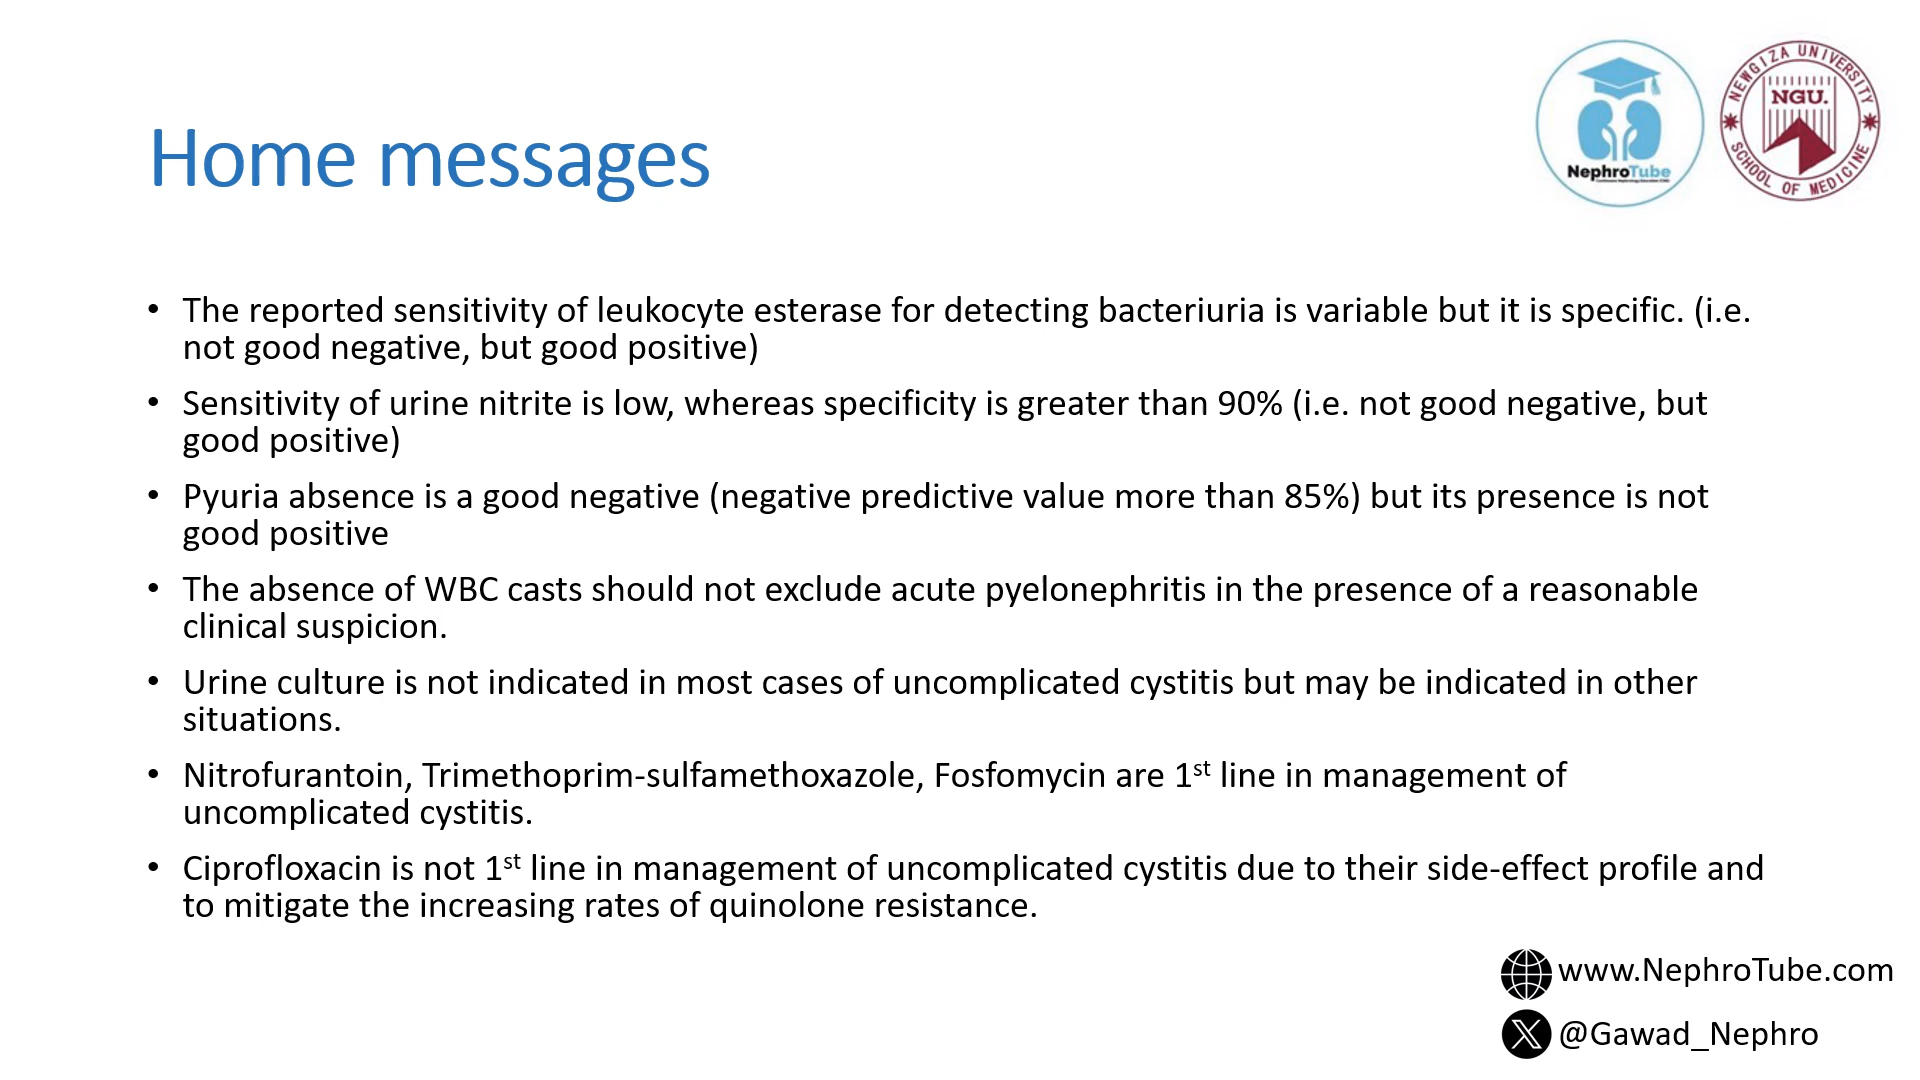 NEWGIZA UNIVERSITY
NGU.
SCHOOL OF MEDICINE
NephroTube
Home messages
• The reported sensitivity of leukocyte esterase for detecting bacteriuria is variable but it is specific. (i.e.
not good negative, but good positive)
• Sensitivity of urine nitrite is low, whereas specificity is greater than 90% (i.e. not good negative, but
good positive)
• Pyuria absence is a good negative (negative predictive value more than 85%) but its presence is not
good positive
• The absence of WBC casts should not exclude acute pyelonephritis in the presence of a reasonable
clinical suspicion.
• Urine culture is not indicated in most cases of uncomplicated cystitis but may be indicated in other
situations.
• Nitrofurantoin, Trimethoprim-sulfamethoxazole, Fosfomycin are 1st line in management of
uncomplicated cystitis.
• Ciprofloxacin is not 1st line in management of uncomplicated cystitis due to their side-effect profile and
to mitigate the increasing rates of quinolone resistance.
www.NephroTube.com
@Gawad_Nephro